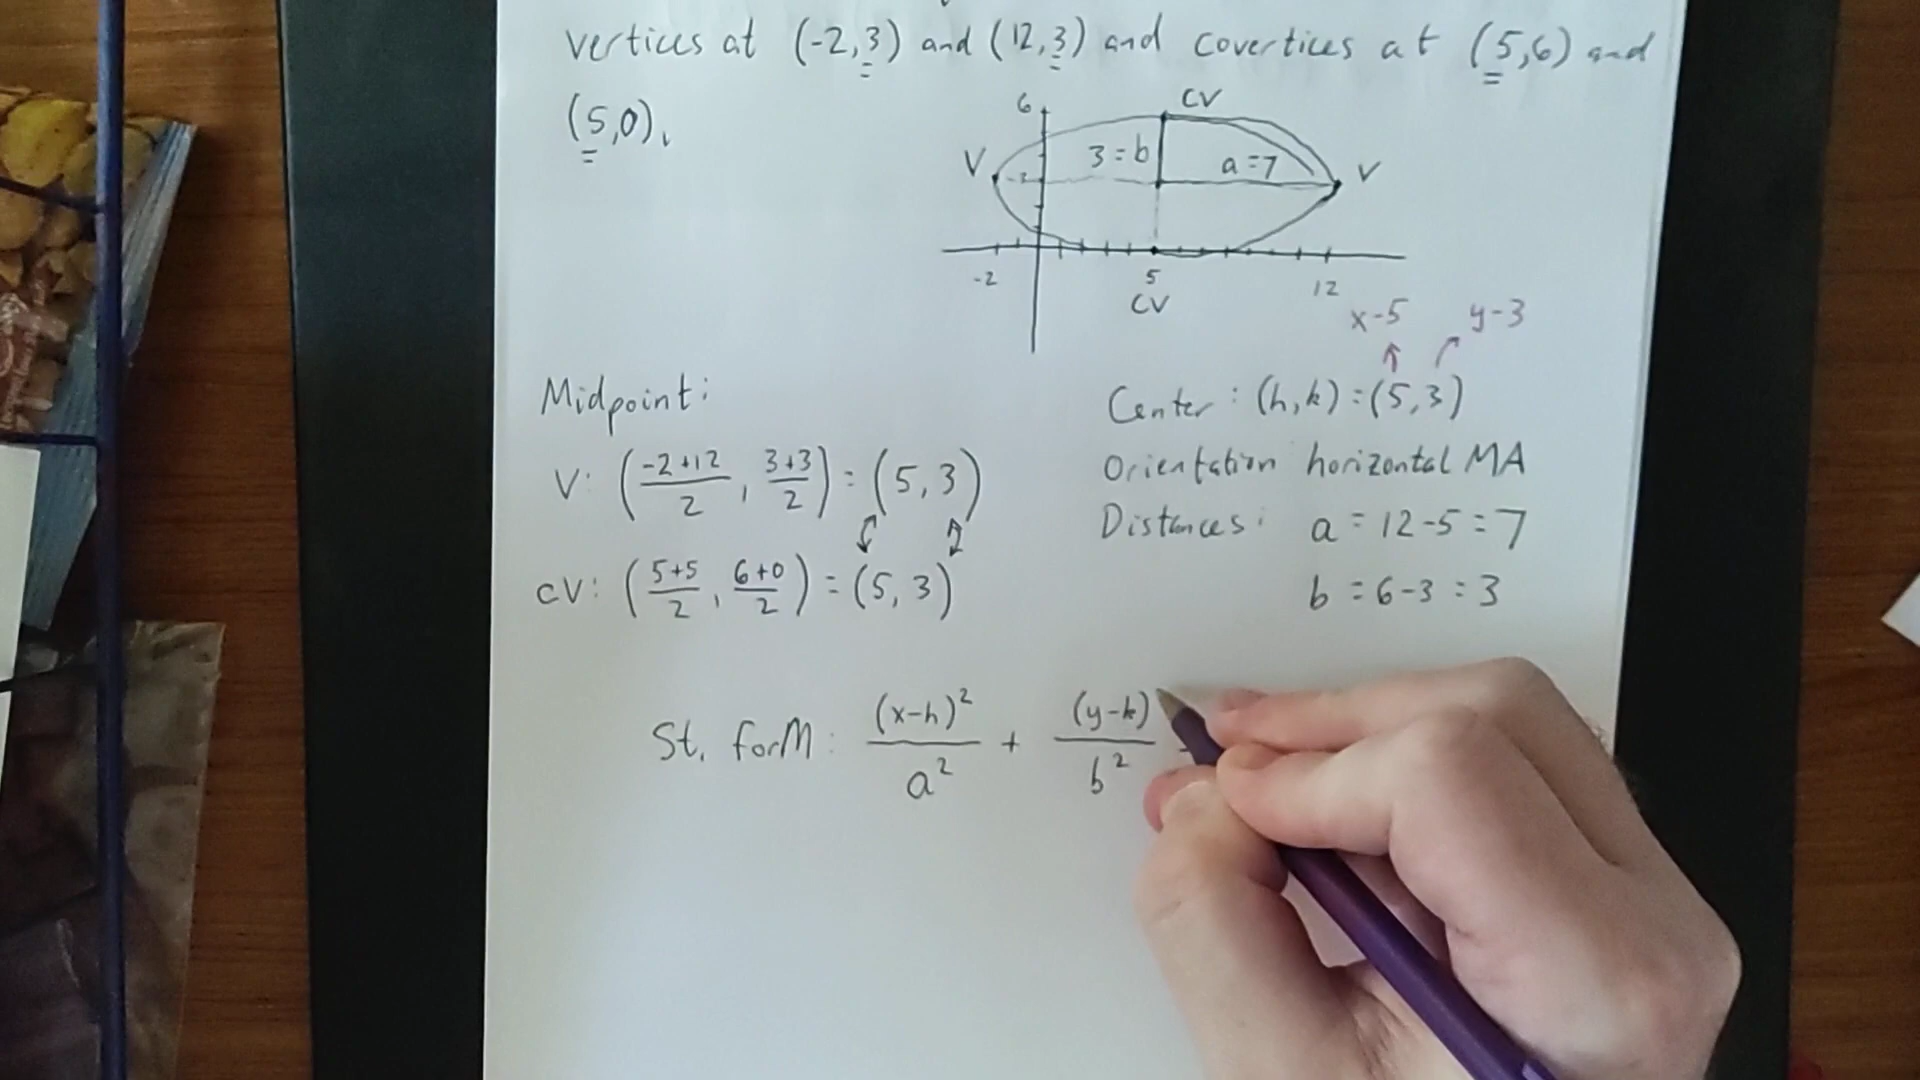 vertices at (-2,3) and (12,3) and covertices at (5,6) and
(5,0).
6
CV
V
3=b
a=7
V
-2
5
12
CV
x-5
y-3
Midpoint:
Center: (h,k)=(5,3)
V: (-2+12/2, 3+3/2) = (5,3)
Orientation horizontal MA
Distances: a = 12-5 = 7
CV: (5+5/2, 6+0/2) = (5,3)
b = 6-3 = 3
St. forM: (x-h)²/a² + (y-k)/b²